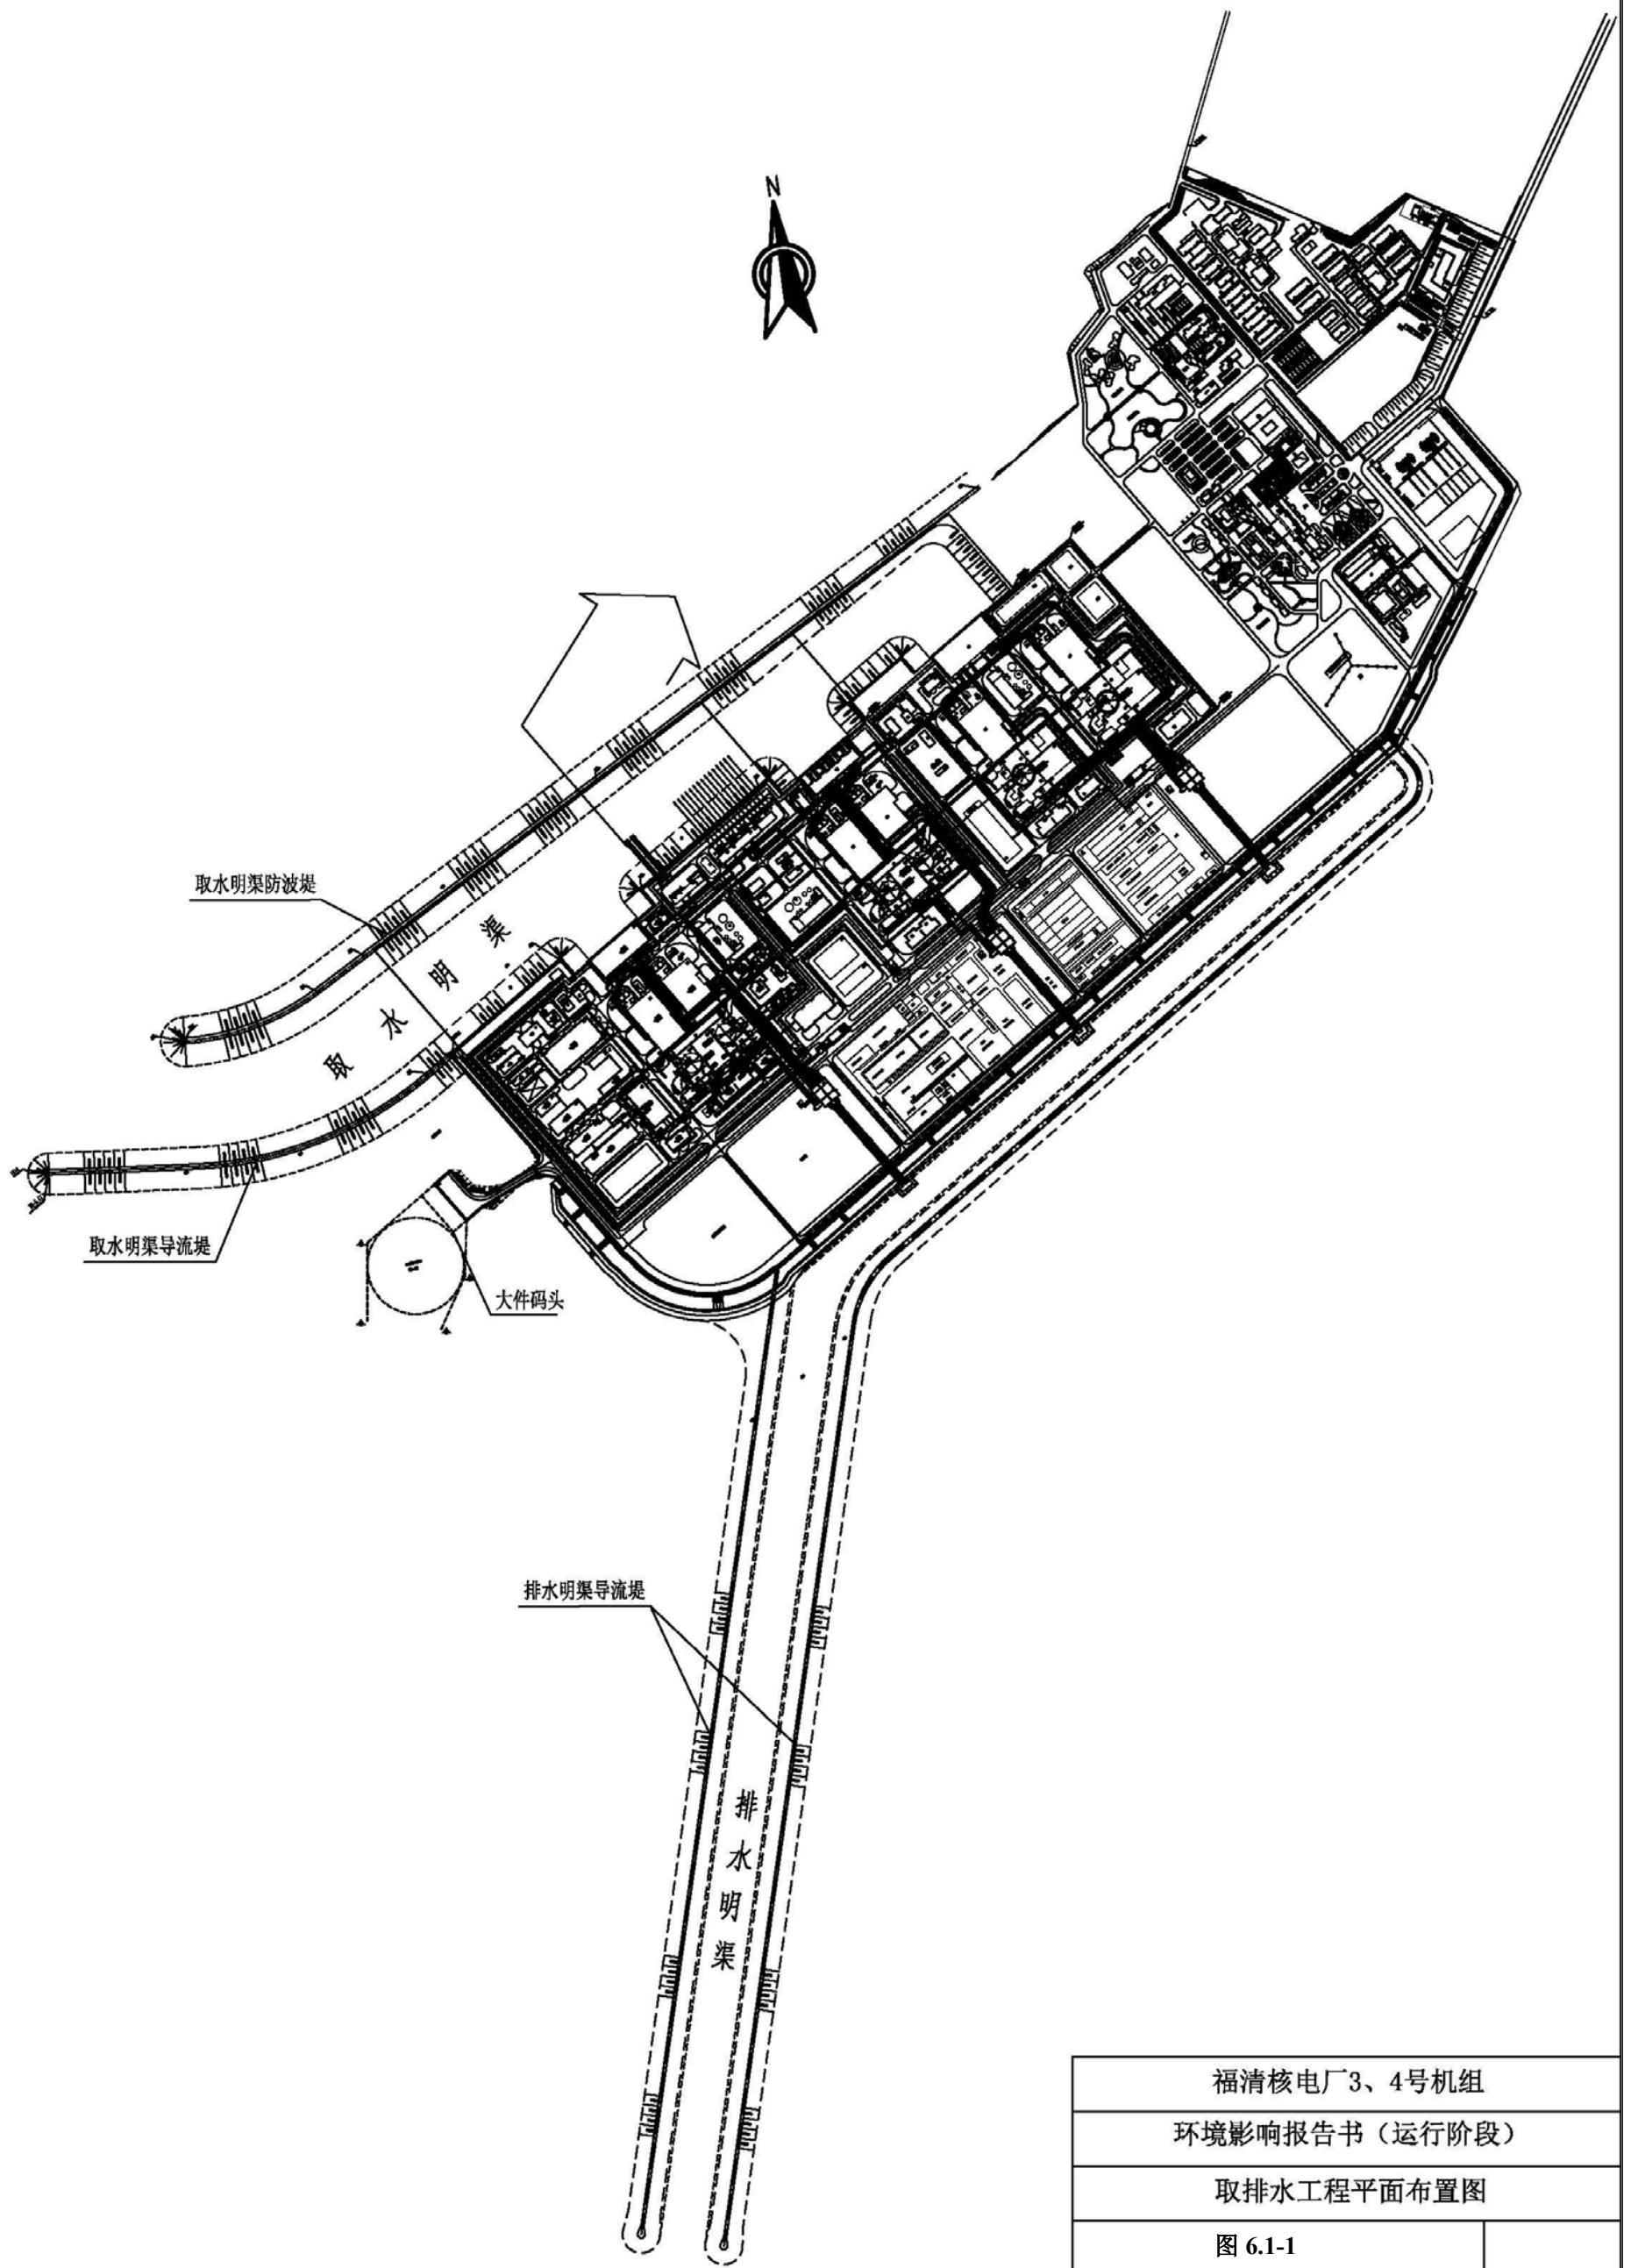 N
取水明渠防波堤
取水明渠
取水明渠导流堤
大件码头
排水明渠导流堤
排水明渠
福清核电厂3、4号机组
环境影响报告书（运行阶段）
取排水工程平面布置图
图 6.1-1